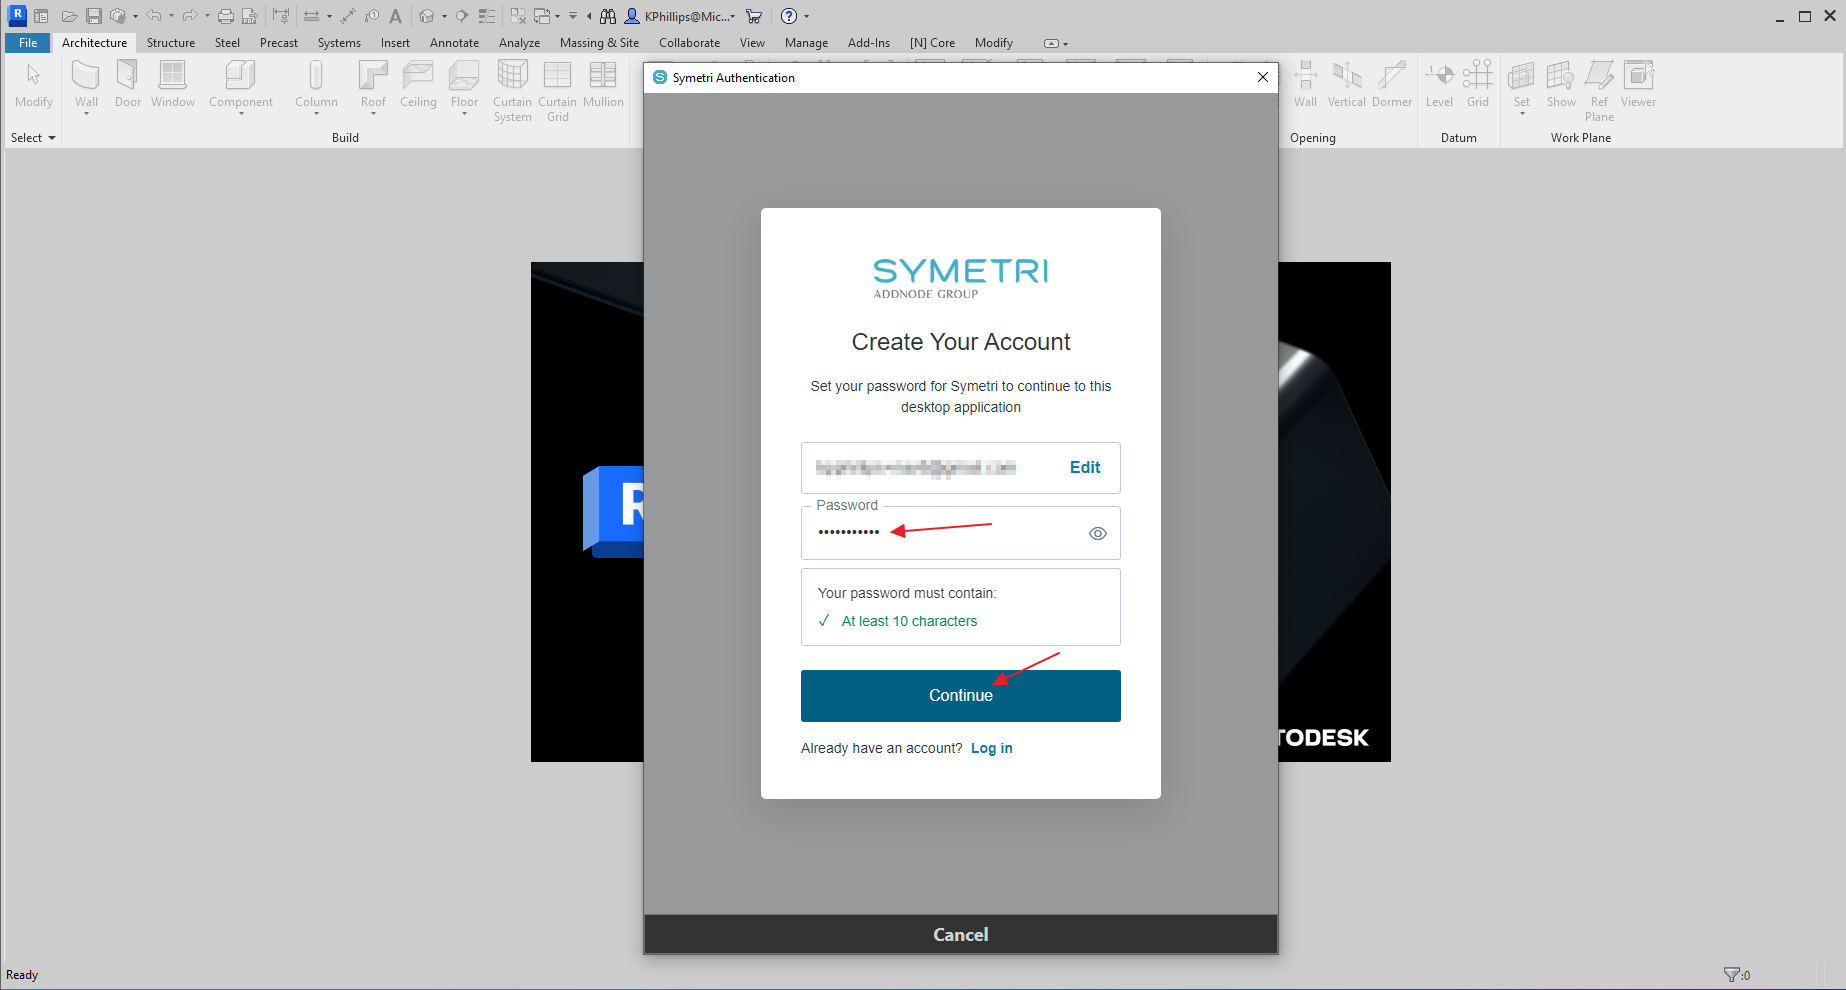 R
KPhillips@Mic...
File Architecture Structure Steel Precast Systems Insert Annotate Analyze Massing & Site Collaborate View Manage Add-Ins [N] Core Modify
Symetri Authentication
Modify
Wall Door Window Component Column Roof Ceiling Floor Curtain System Curtain Grid Mullion
Wall Vertical Dormer Level Grid Set Show Ref Plane Viewer
Select Build Opening Datum Work Plane
SYMETRI
ADDNODE GROUP
Create Your Account
Set your password for Symetri to continue to this
desktop application
Edit
Password
•••••••••••
Your password must contain:
✓ At least 10 characters
Continue
Already have an account? Log in
R
TODESK
Cancel
Ready
:0